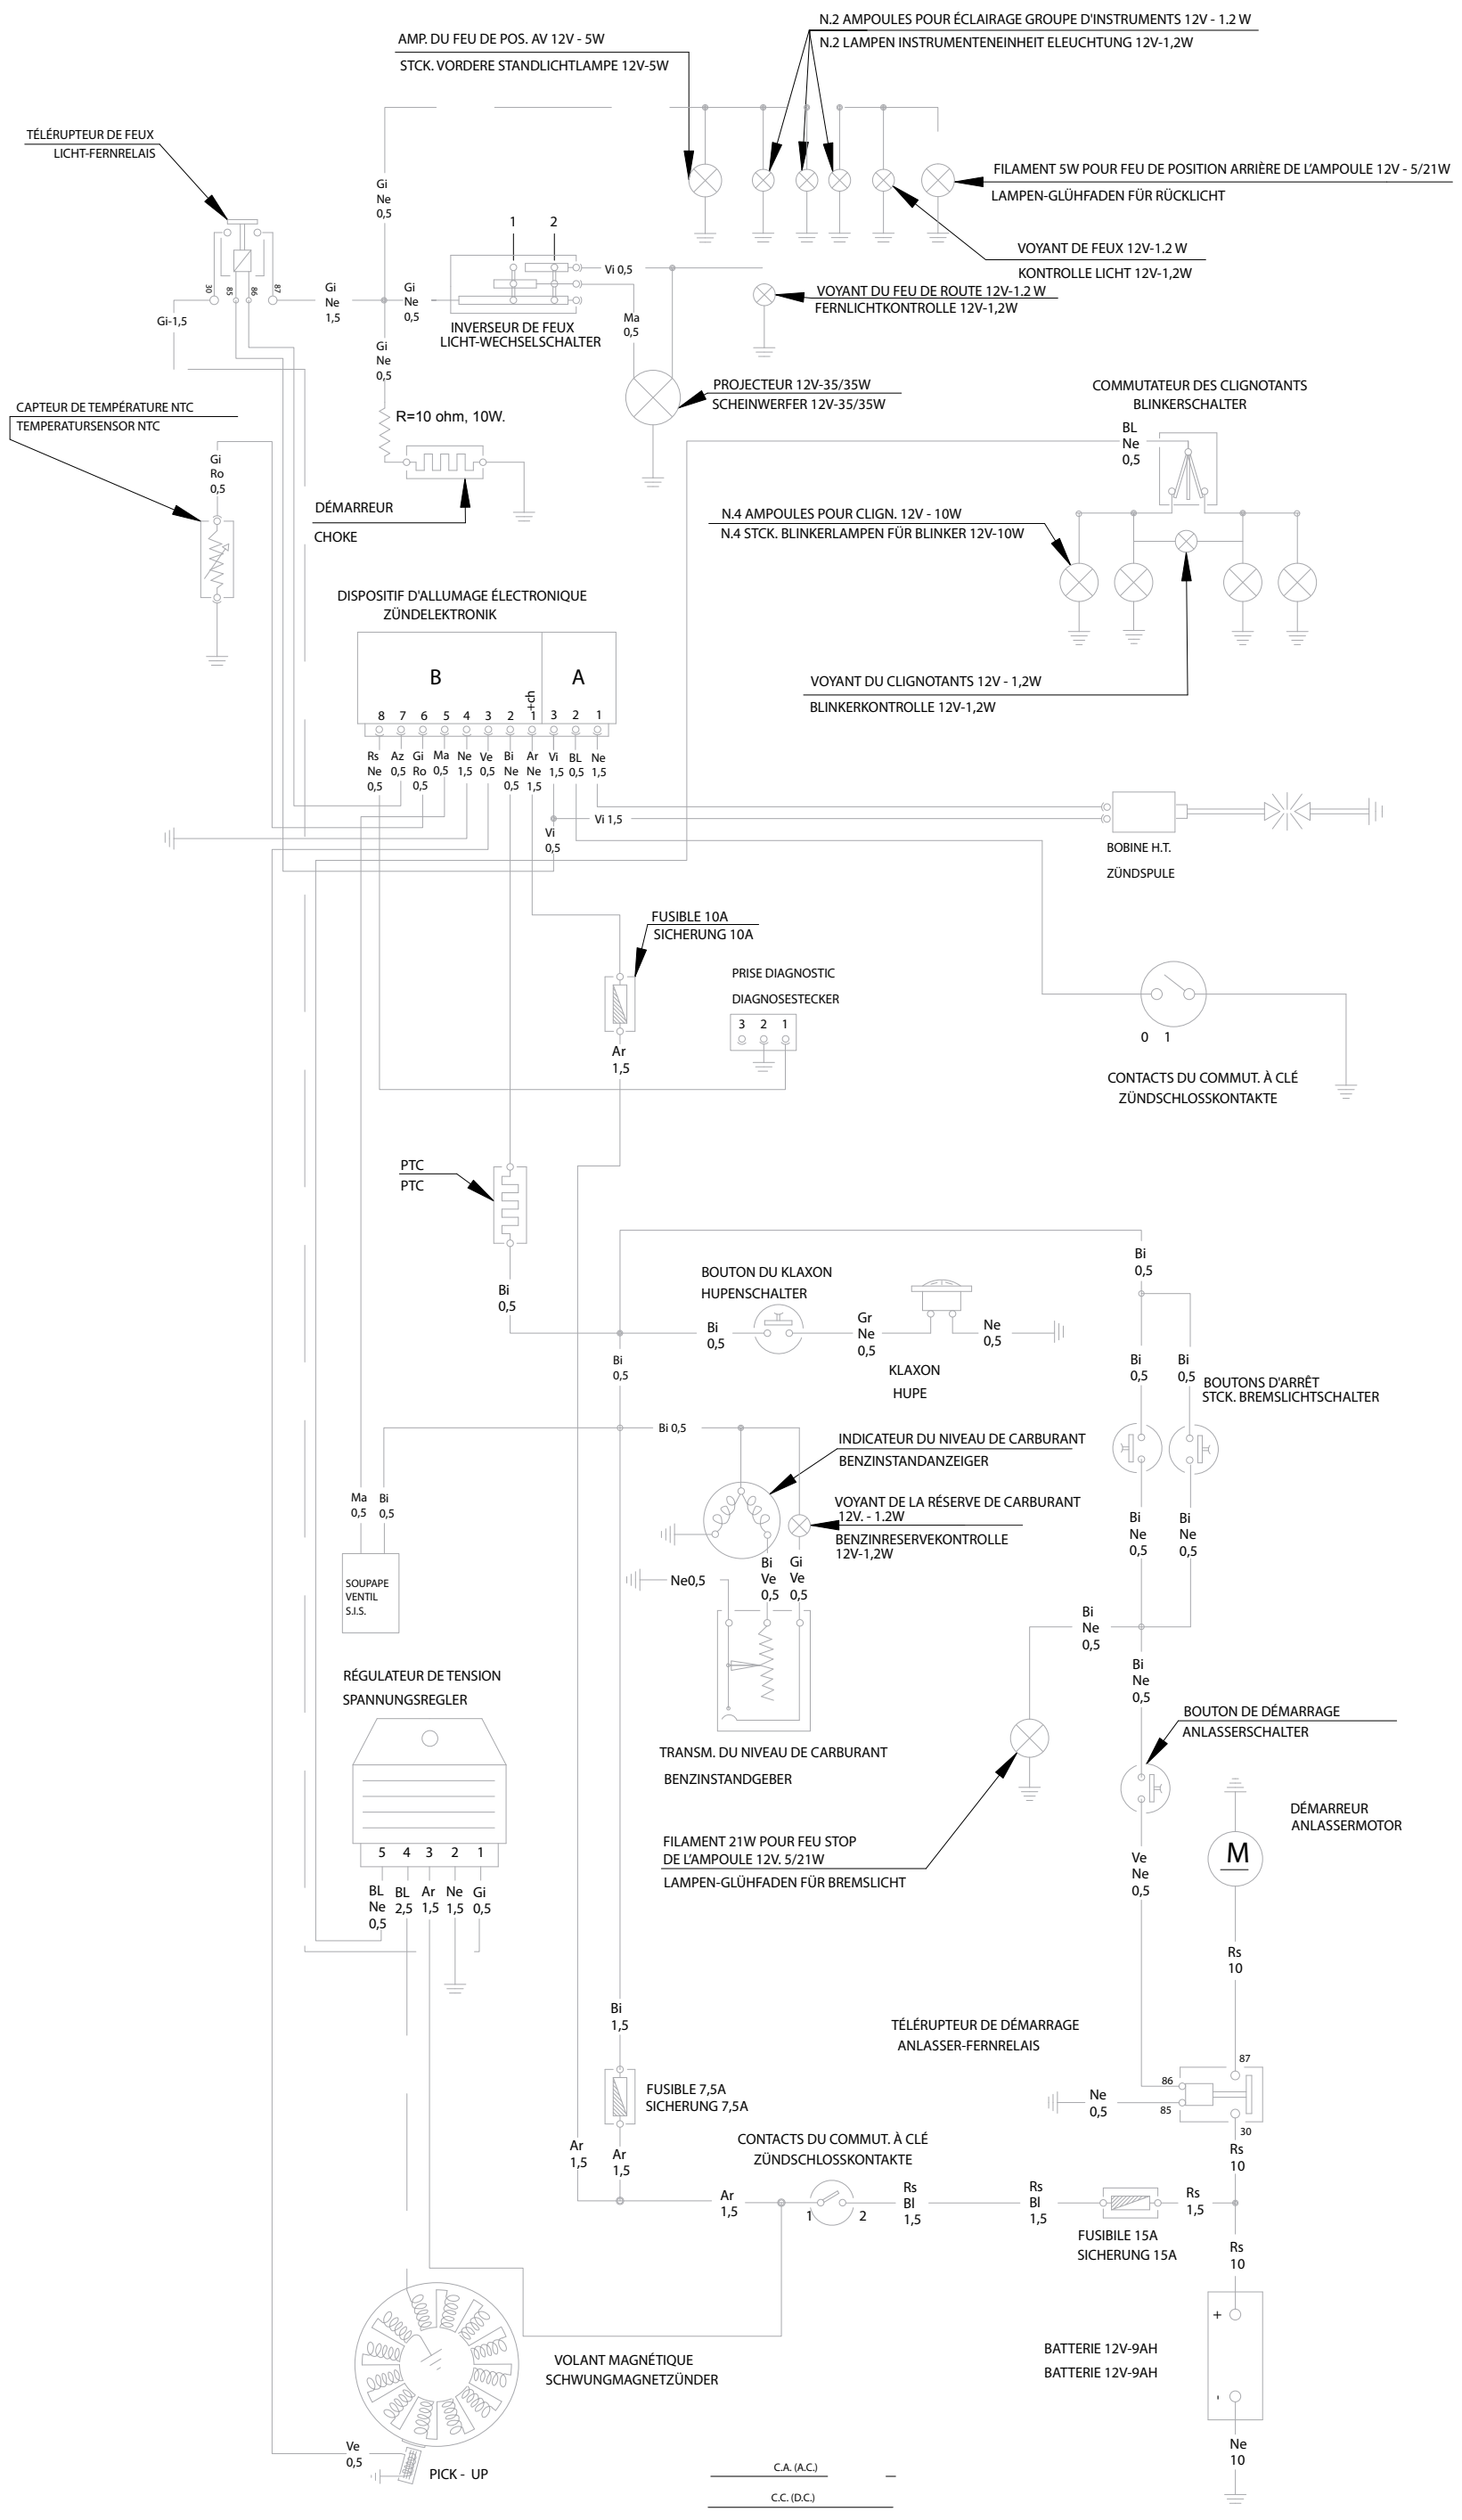 N.2 AMPOULES POUR ÉCLAIRAGE GROUPE D'INSTRUMENTS 12V - 1.2 W
N.2 LAMPEN INSTRUMENTENEINHEIT ELEUCHTUNG 12V-1,2W
AMP. DU FEU DE POS. AV 12V - 5W
STCK. VORDERE STANDLICHTLAMPE 12V-5W
TÉLÉRUPTEUR DE FEUX
LICHT-FERNRELAIS
FILAMENT 5W POUR FEU DE POSITION ARRIÈRE DE L'AMPOULE 12V - 5/21W
LAMPEN-GLÜHFADEN FÜR RÜCKLICHT
Gi
Ne
0,5
1 2
VOYANT DE FEUX 12V-1.2 W
KONTROLLE LICHT 12V-1,2W
Vi 0,5
30 85 86 87
Gi
Ne
1,5
Gi
Ne
0,5
VOYANT DU FEU DE ROUTE 12V-1.2 W
FERNLICHTKONTROLLE 12V-1,2W
Gi-1,5
Ma
0,5
INVERSEUR DE FEUX
LICHT-WECHSELSCHALTER
Gi
Ne
0,5
PROJECTEUR 12V-35/35W
SCHEINWERFER 12V-35/35W
COMMUTATEUR DES CLIGNOTANTS
BLINKERSCHALTER
CAPTEUR DE TEMPÉRATURE NTC
TEMPERATURSENSOR NTC
R=10 ohm, 10W.
BL
Ne
0,5
Gi
Ro
0,5
DÉMARREUR
CHOKE
N.4 AMPOULES POUR CLIGN. 12V - 10W
N.4 STCK. BLINKERLAMPEN FÜR BLINKER 12V-10W
DISPOSITIF D'ALLUMAGE ÉLECTRONIQUE
ZÜNDELEKTRONIK
B A
+ch
8 7 6 5 4 3 2 1 3 2 1
VOYANT DU CLIGNOTANTS 12V - 1,2W
BLINKERKONTROLLE 12V-1,2W
Rs
Ne
0,5
Az
0,5
Gi
Ro
0,5
Ma
0,5
Ne
1,5
Ve
0,5
Bi
Ne
0,5
Ar
Ne
1,5
Vi
1,5
BL
0,5
Ne
1,5
Vi 1,5
Vi
0,5
BOBINE H.T.
ZÜNDSPULE
FUSIBLE 10A
SICHERUNG 10A
PRISE DIAGNOSTIC
DIAGNOSESTECKER
3 2 1
0 1
Ar
1,5
CONTACTS DU COMMUT. À CLÉ
ZÜNDSCHLOSSKONTAKTE
PTC
PTC
Bi
0,5
Bi
0,5
BOUTON DU KLAXON
HUPENSCHALTER
Bi
0,5
Gr
Ne
0,5
Ne
0,5
KLAXON
HUPE
Bi
0,5
Bi
0,5
Bi
0,5
BOUTONS D'ARRÊT
STCK. BREMSLICHTSCHALTER
Bi 0,5
INDICATEUR DU NIVEAU DE CARBURANT
BENZINSTANDANZEIGER
VOYANT DE LA RÉSERVE DE CARBURANT
12V. - 1.2W
BENZINRESERVEKONTROLLE
12V-1,2W
Ma
0,5
Bi
0,5
Bi
Ne
0,5
Bi
Ne
0,5
Bi
Ve
0,5
Gi
Ve
0,5
Ne0,5
SOUPAPE
VENTIL
S.I.S.
Bi
Ne
0,5
Bi
Ne
0,5
RÉGULATEUR DE TENSION
SPANNUNGSREGLER
BOUTON DE DÉMARRAGE
ANLASSERSCHALTER
TRANSM. DU NIVEAU DE CARBURANT
BENZINSTANDGEBER
DÉMARREUR
ANLASSERMOTOR
M
FILAMENT 21W POUR FEU STOP
DE L'AMPOULE 12V. 5/21W
LAMPEN-GLÜHFADEN FÜR BREMSLICHT
Ve
Ne
0,5
5 4 3 2 1
BL
Ne
0,5
BL
2,5
Ar
1,5
Ne
1,5
Gi
0,5
Rs
10
Bi
1,5
TÉLÉRUPTEUR DE DÉMARRAGE
ANLASSER-FERNRELAIS
87
86
85
30
Ne
0,5
FUSIBLE 7,5A
SICHERUNG 7,5A
CONTACTS DU COMMUT. À CLÉ
ZÜNDSCHLOSSKONTAKTE
Ar
1,5
Ar
1,5
Rs
10
Ar
1,5
1 2
Rs
Bl
1,5
Rs
Bl
1,5
Rs
1,5
FUSIBILE 15A
SICHERUNG 15A
Rs
10
+
-
BATTERIE 12V-9AH
BATTERIE 12V-9AH
VOLANT MAGNÉTIQUE
SCHWUNGMAGNETZÜNDER
Ve
0,5
PICK - UP
Ne
10
C.A. (A.C.)
C.C. (D.C.)